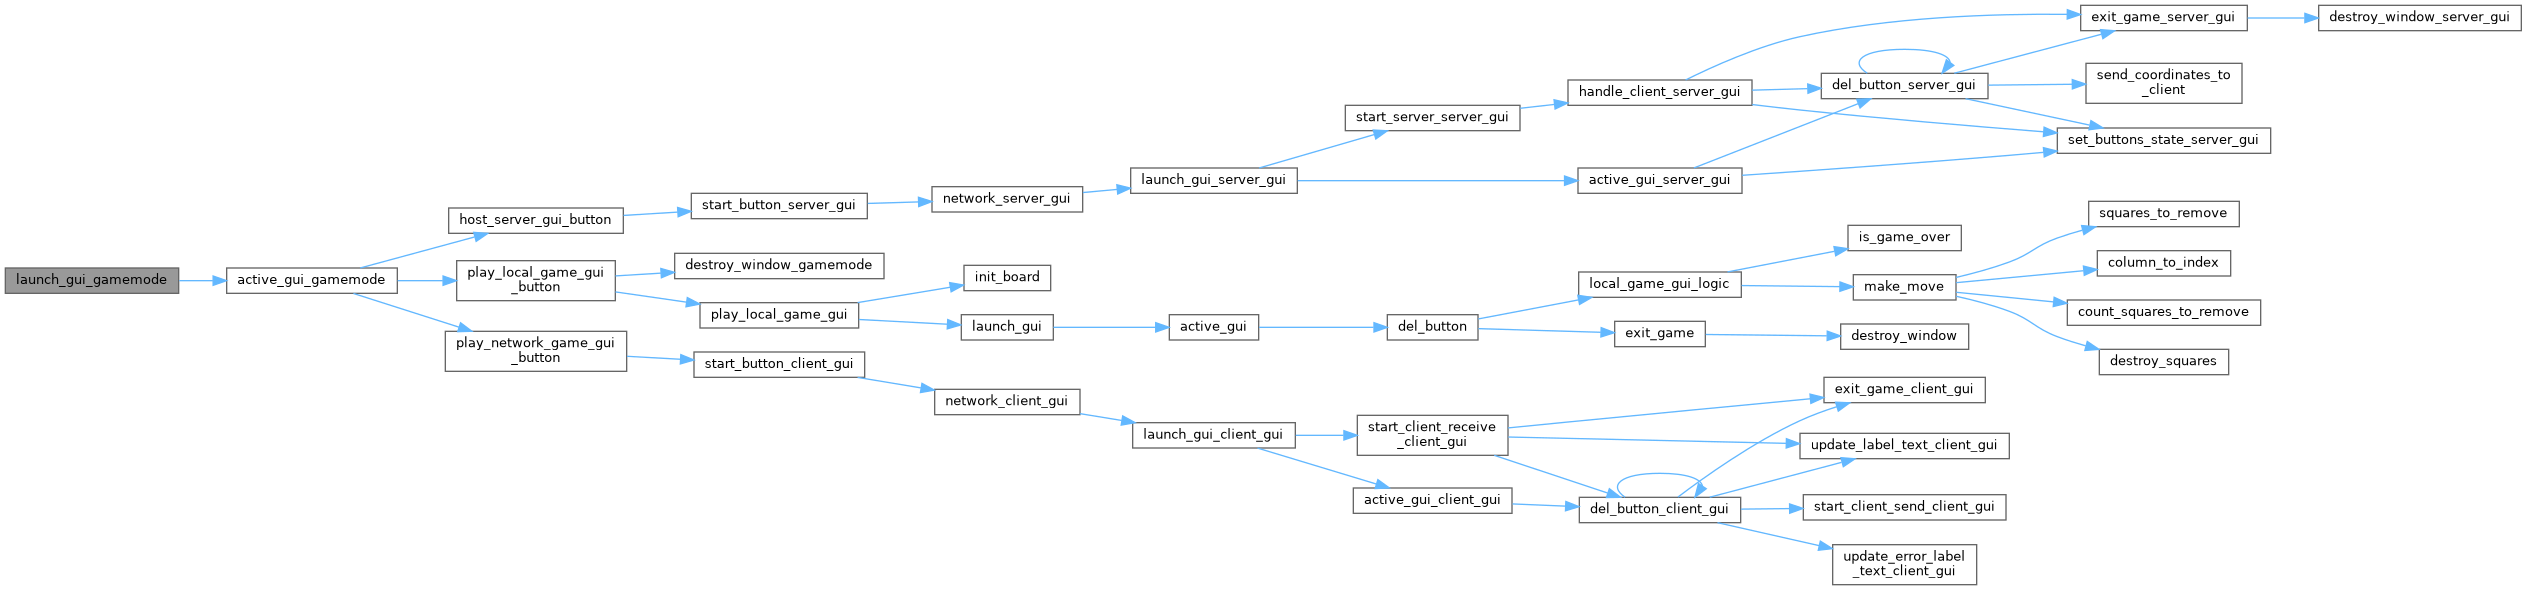 launch_gui_gamemode
active_gui_gamemode
host_server_gui_button
start_button_server_gui
network_server_gui
launch_gui_server_gui
start_server_server_gui
handle_client_server_gui
exit_game_server_gui
destroy_window_server_gui
del_button_server_gui
send_coordinates_to
_client
set_buttons_state_server_gui
active_gui_server_gui
play_local_game_gui
_button
destroy_window_gamemode
play_local_game_gui
init_board
launch_gui
active_gui
del_button
local_game_gui_logic
is_game_over
make_move
squares_to_remove
column_to_index
count_squares_to_remove
destroy_squares
exit_game
destroy_window
play_network_game_gui
_button
start_button_client_gui
network_client_gui
launch_gui_client_gui
start_client_receive
_client_gui
active_gui_client_gui
exit_game_client_gui
update_label_text_client_gui
del_button_client_gui
start_client_send_client_gui
update_error_label
_text_client_gui